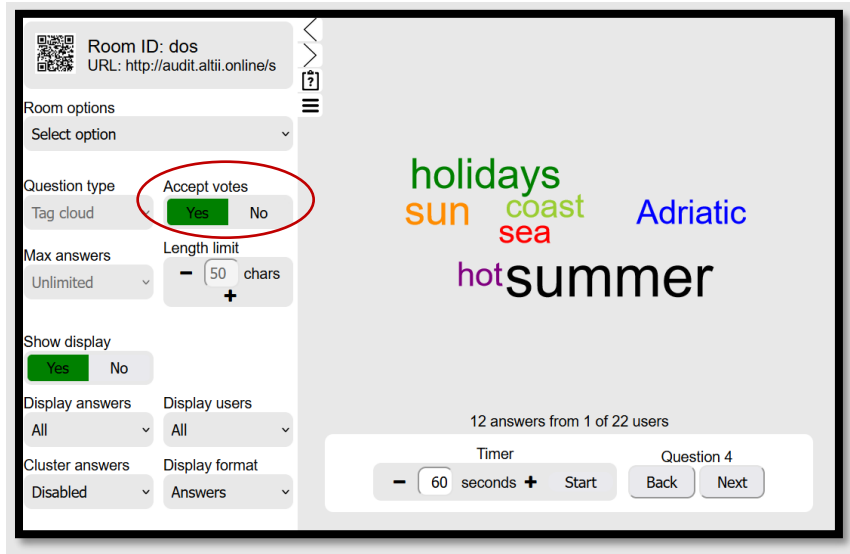 Room ID: dos
URL: http://audit.altii.online/s
Room options
Select option
Question type
Accept votes
Tag cloud
Yes No
Max answers
Length limit
Unlimited
− 50 chars
+
Show display
Yes No
Display answers
Display users
All
All
Cluster answers
Display format
Disabled
Answers
?
holidays
sun coast Adriatic
sea
hot summer
12 answers from 1 of 22 users
Timer
Question 4
− 60 seconds + Start
Back Next